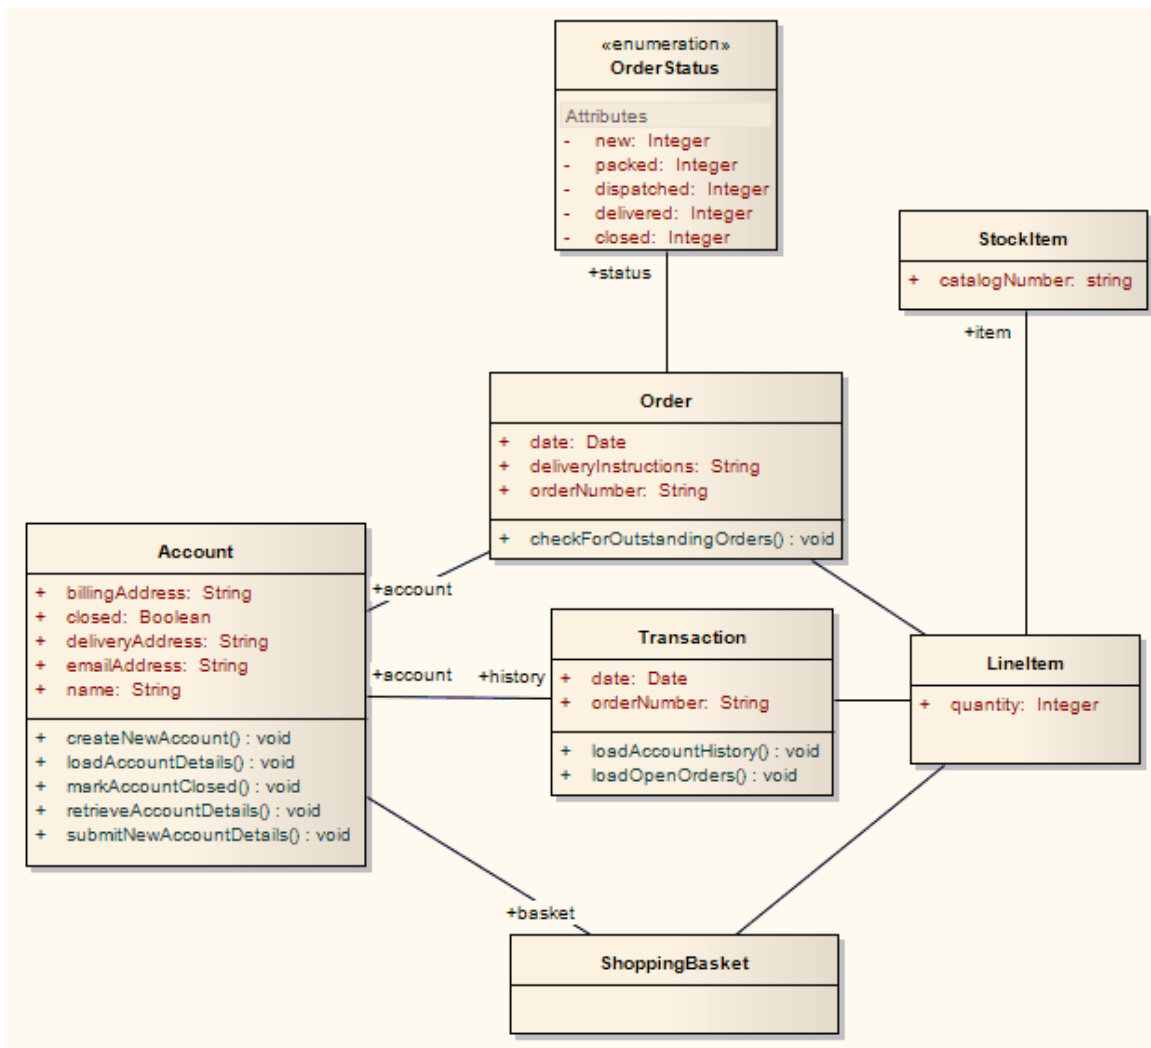 «enumeration»
OrderStatus
Attributes
- new: Integer
- packed: Integer
- dispatched: Integer
- delivered: Integer
- closed: Integer
+status
StockItem
+ catalogNumber: string
+item
Order
+ date: Date
+ deliveryInstructions: String
+ orderNumber: String
+ checkForOutstandingOrders() : void
Account
+ billingAddress: String
+ closed: Boolean
+ deliveryAddress: String
+ emailAddress: String
+ name: String
+ createNewAccount() : void
+ loadAccountDetails() : void
+ markAccountClosed() : void
+ retrieveAccountDetails() : void
+ submitNewAccountDetails() : void
+account
+account
+history
Transaction
+ date: Date
+ orderNumber: String
+ loadAccountHistory() : void
+ loadOpenOrders() : void
LineItem
+ quantity: Integer
+basket
ShoppingBasket